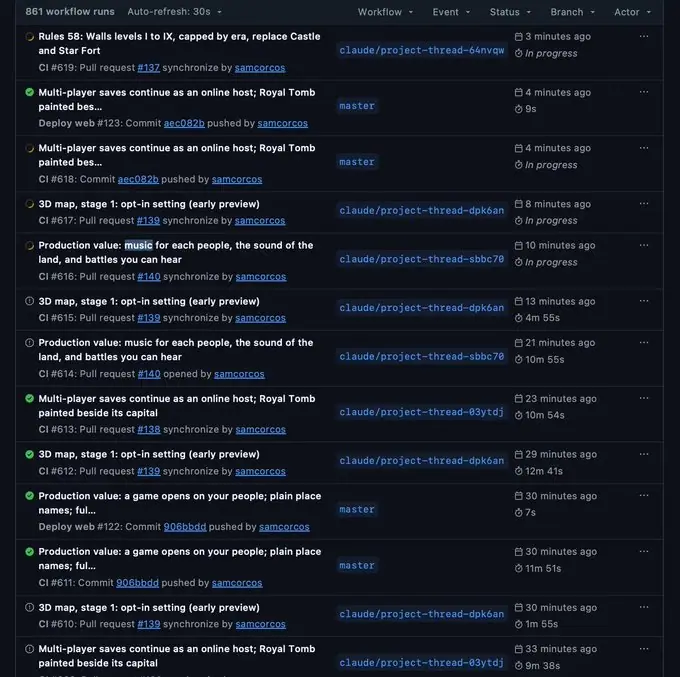 861 workflow runs Auto-refresh: 30s Workflow Event Status Branch Actor
Rules 58: Walls levels I to IX, capped by era, replace Castle
and Star Fort
CI #619: Pull request #137 synchronize by samcorcos
claude/project-thread-64nvqw
3 minutes ago
In progress
Multi-player saves continue as an online host; Royal Tomb
painted bes...
Deploy web #123: Commit aec082b pushed by samcorcos
master
4 minutes ago
9s
Multi-player saves continue as an online host; Royal Tomb
painted bes...
CI #618: Commit aec082b pushed by samcorcos
master
4 minutes ago
In progress
3D map, stage 1: opt-in setting (early preview)
CI #617: Pull request #139 synchronize by samcorcos
claude/project-thread-dpk6an
8 minutes ago
In progress
Production value: music for each people, the sound of the
land, and battles you can hear
CI #616: Pull request #140 synchronize by samcorcos
claude/project-thread-sbbc70
10 minutes ago
In progress
3D map, stage 1: opt-in setting (early preview)
CI #615: Pull request #139 synchronize by samcorcos
claude/project-thread-dpk6an
13 minutes ago
4m 55s
Production value: music for each people, the sound of the
land, and battles you can hear
CI #614: Pull request #140 opened by samcorcos
claude/project-thread-sbbc70
21 minutes ago
10m 55s
Multi-player saves continue as an online host; Royal Tomb
painted beside its capital
CI #613: Pull request #138 synchronize by samcorcos
claude/project-thread-03ytdj
23 minutes ago
10m 54s
3D map, stage 1: opt-in setting (early preview)
CI #612: Pull request #139 synchronize by samcorcos
claude/project-thread-dpk6an
29 minutes ago
12m 41s
Production value: a game opens on your people; plain place
names; ful...
Deploy web #122: Commit 906bbdd pushed by samcorcos
master
30 minutes ago
7s
Production value: a game opens on your people; plain place
names; ful...
CI #611: Commit 906bbdd pushed by samcorcos
master
30 minutes ago
11m 51s
3D map, stage 1: opt-in setting (early preview)
CI #610: Pull request #139 synchronize by samcorcos
claude/project-thread-dpk6an
30 minutes ago
1m 55s
Multi-player saves continue as an online host; Royal Tomb
painted beside its capital
claude/project-thread-03ytdj
33 minutes ago
9m 38s